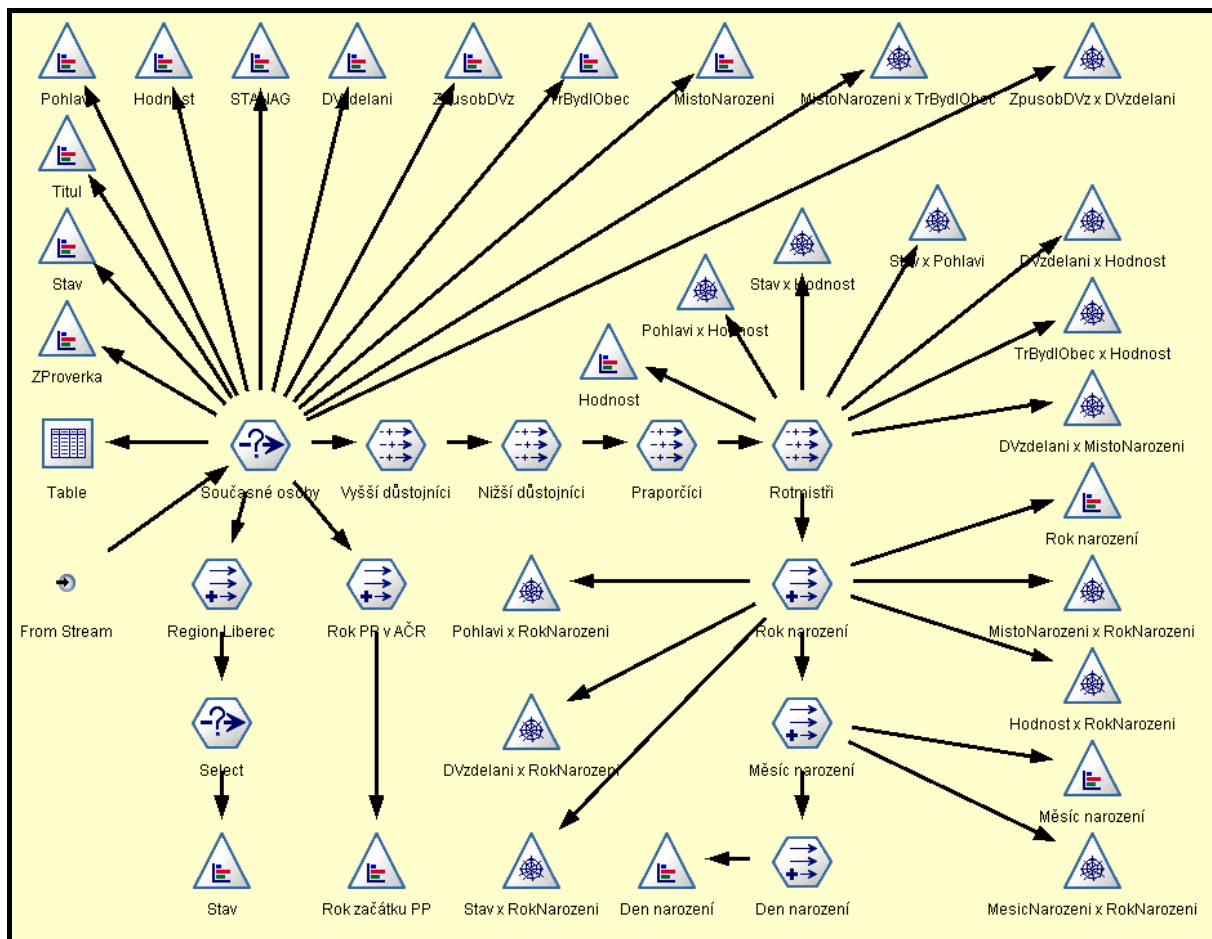 Pohlavi
Hodnost
STANAG
DVzdelani
ZpusobDVz
TrBydlObec
MistoNarozeni
MistoNarozeni x TrBydlObec
ZpusobDVz x DVzdelani
Titul
Stav
Stav x Hodnost
Stav x Pohlavi
DVzdelani x Hodnost
Pohlavi x Hodnost
TrBydlObec x Hodnost
ZProverka
Hodnost
DVzdelani x MistoNarozeni
Table
Současné osoby
Vyšší důstojníci
Nižší důstojníci
Praporčíci
Rotmistři
Rok narození
From Stream
Region Liberec
Rok PP v AČR
Pohlavi x RokNarozeni
Rok narození
MistoNarozeni x RokNarozeni
Hodnost x RokNarozeni
Select
DVzdelani x RokNarozeni
Měsíc narození
Měsíc narození
Stav
Rok začátku PP
Stav x RokNarozeni
Den narození
Den narození
MesicNarozeni x RokNarozeni